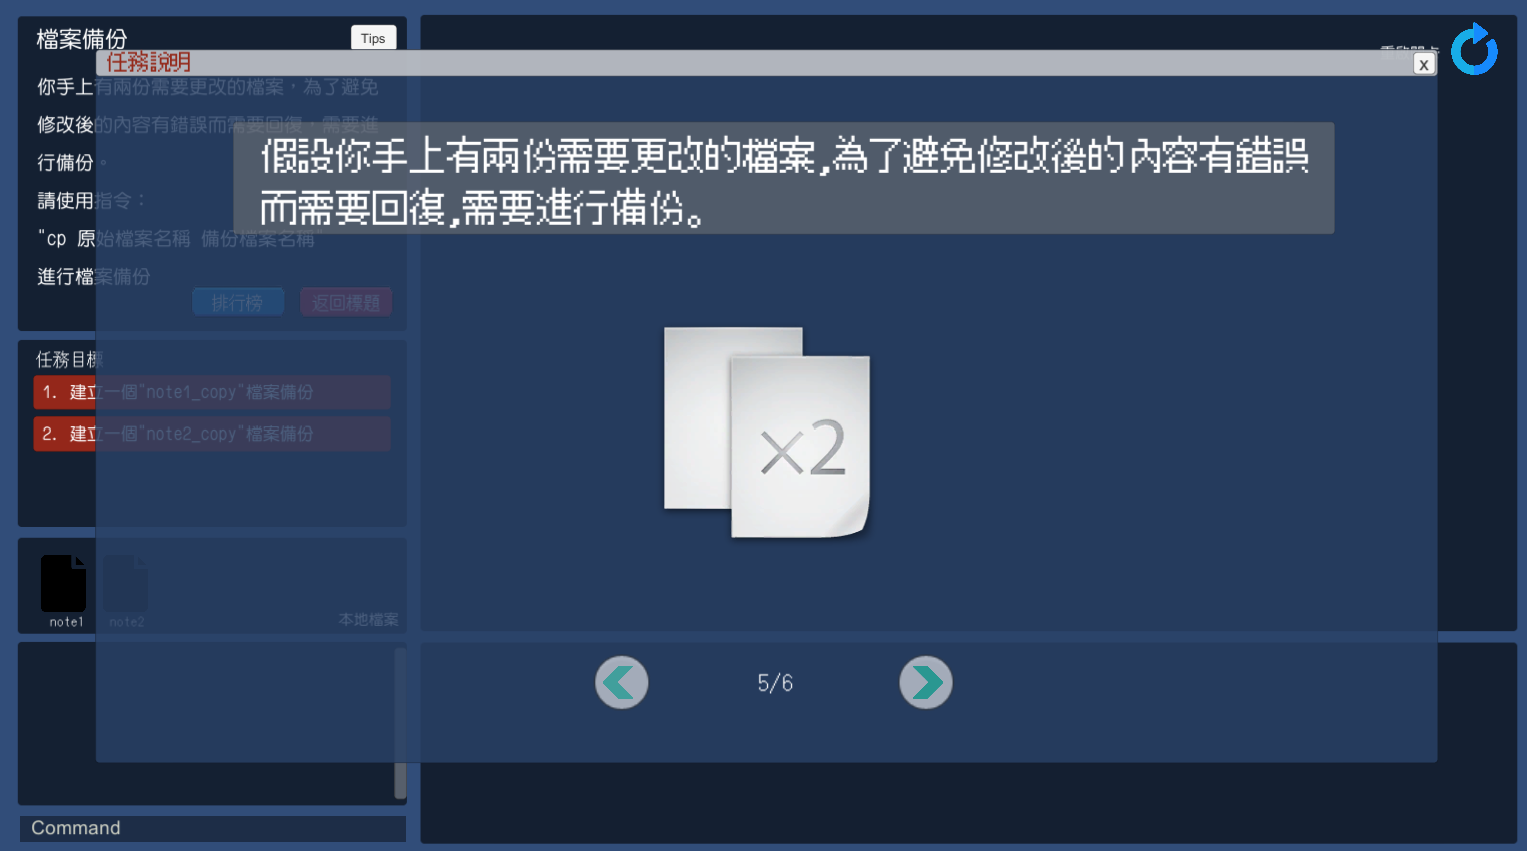 檔案備份
Tips
任務說明
x
你手上有兩份需要更改的檔案，為了避免
修改後的內容有錯誤而需要回復，需要進
行備份。
請使用指令：
"cp 原始檔案名稱 備份檔案名稱"
進行檔案備份
排行榜
返回標題
假設你手上有兩份需要更改的檔案,為了避免修改後的內容有錯誤
而需要回復,需要進行備份。
任務目標
1. 建立一個"note1_copy"檔案備份
2. 建立一個"note2_copy"檔案備份
×2
note1
note2
本地檔案
5/6
Command